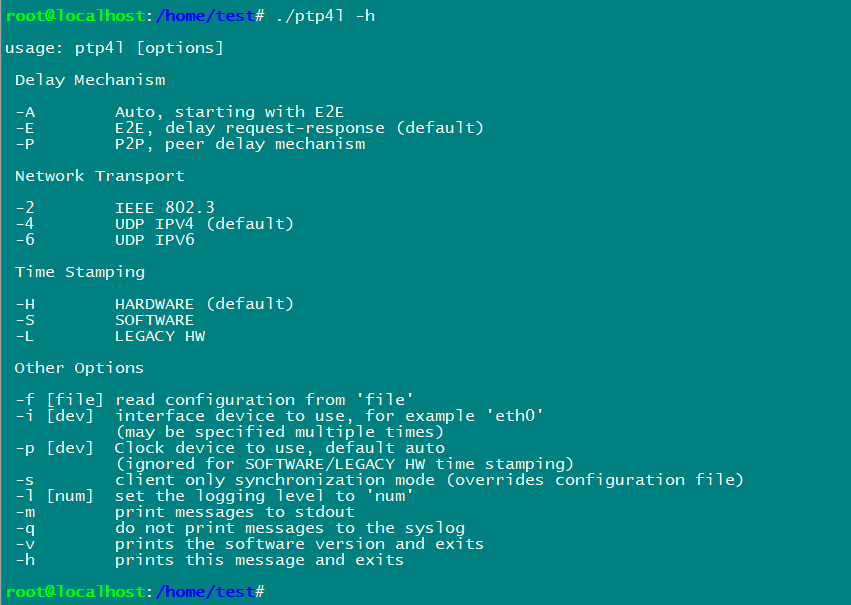 root@localhost:/home/test# ./ptp4l -h
usage: ptp4l [options]
Delay Mechanism
-A        Auto, starting with E2E
-E        E2E, delay request-response (default)
-P        P2P, peer delay mechanism
Network Transport
-2        IEEE 802.3
-4        UDP IPV4 (default)
-6        UDP IPV6
Time Stamping
-H        HARDWARE (default)
-S        SOFTWARE
-L        LEGACY HW
Other Options
-f [file] read configuration from 'file'
-i [dev]  interface device to use, for example 'eth0'
          (may be specified multiple times)
-p [dev]  Clock device to use, default auto
          (ignored for SOFTWARE/LEGACY HW time stamping)
-s        client only synchronization mode (overrides configuration file)
-l [num]  set the logging level to 'num'
-m        print messages to stdout
-q        do not print messages to the syslog
-v        prints the software version and exits
-h        prints this message and exits
root@localhost:/home/test#